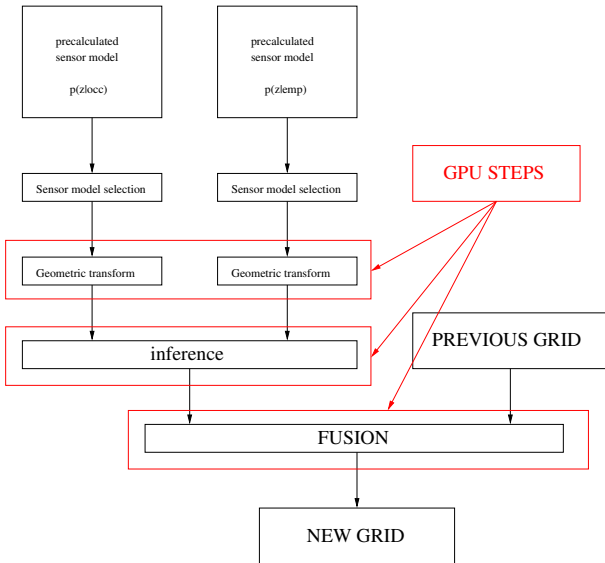 precalculated
sensor model
p(zlocc)
precalculated
sensor model
p(zlemp)
Sensor model selection
Sensor model selection
GPU STEPS
Geometric transform
Geometric transform
inference
PREVIOUS GRID
FUSION
NEW GRID